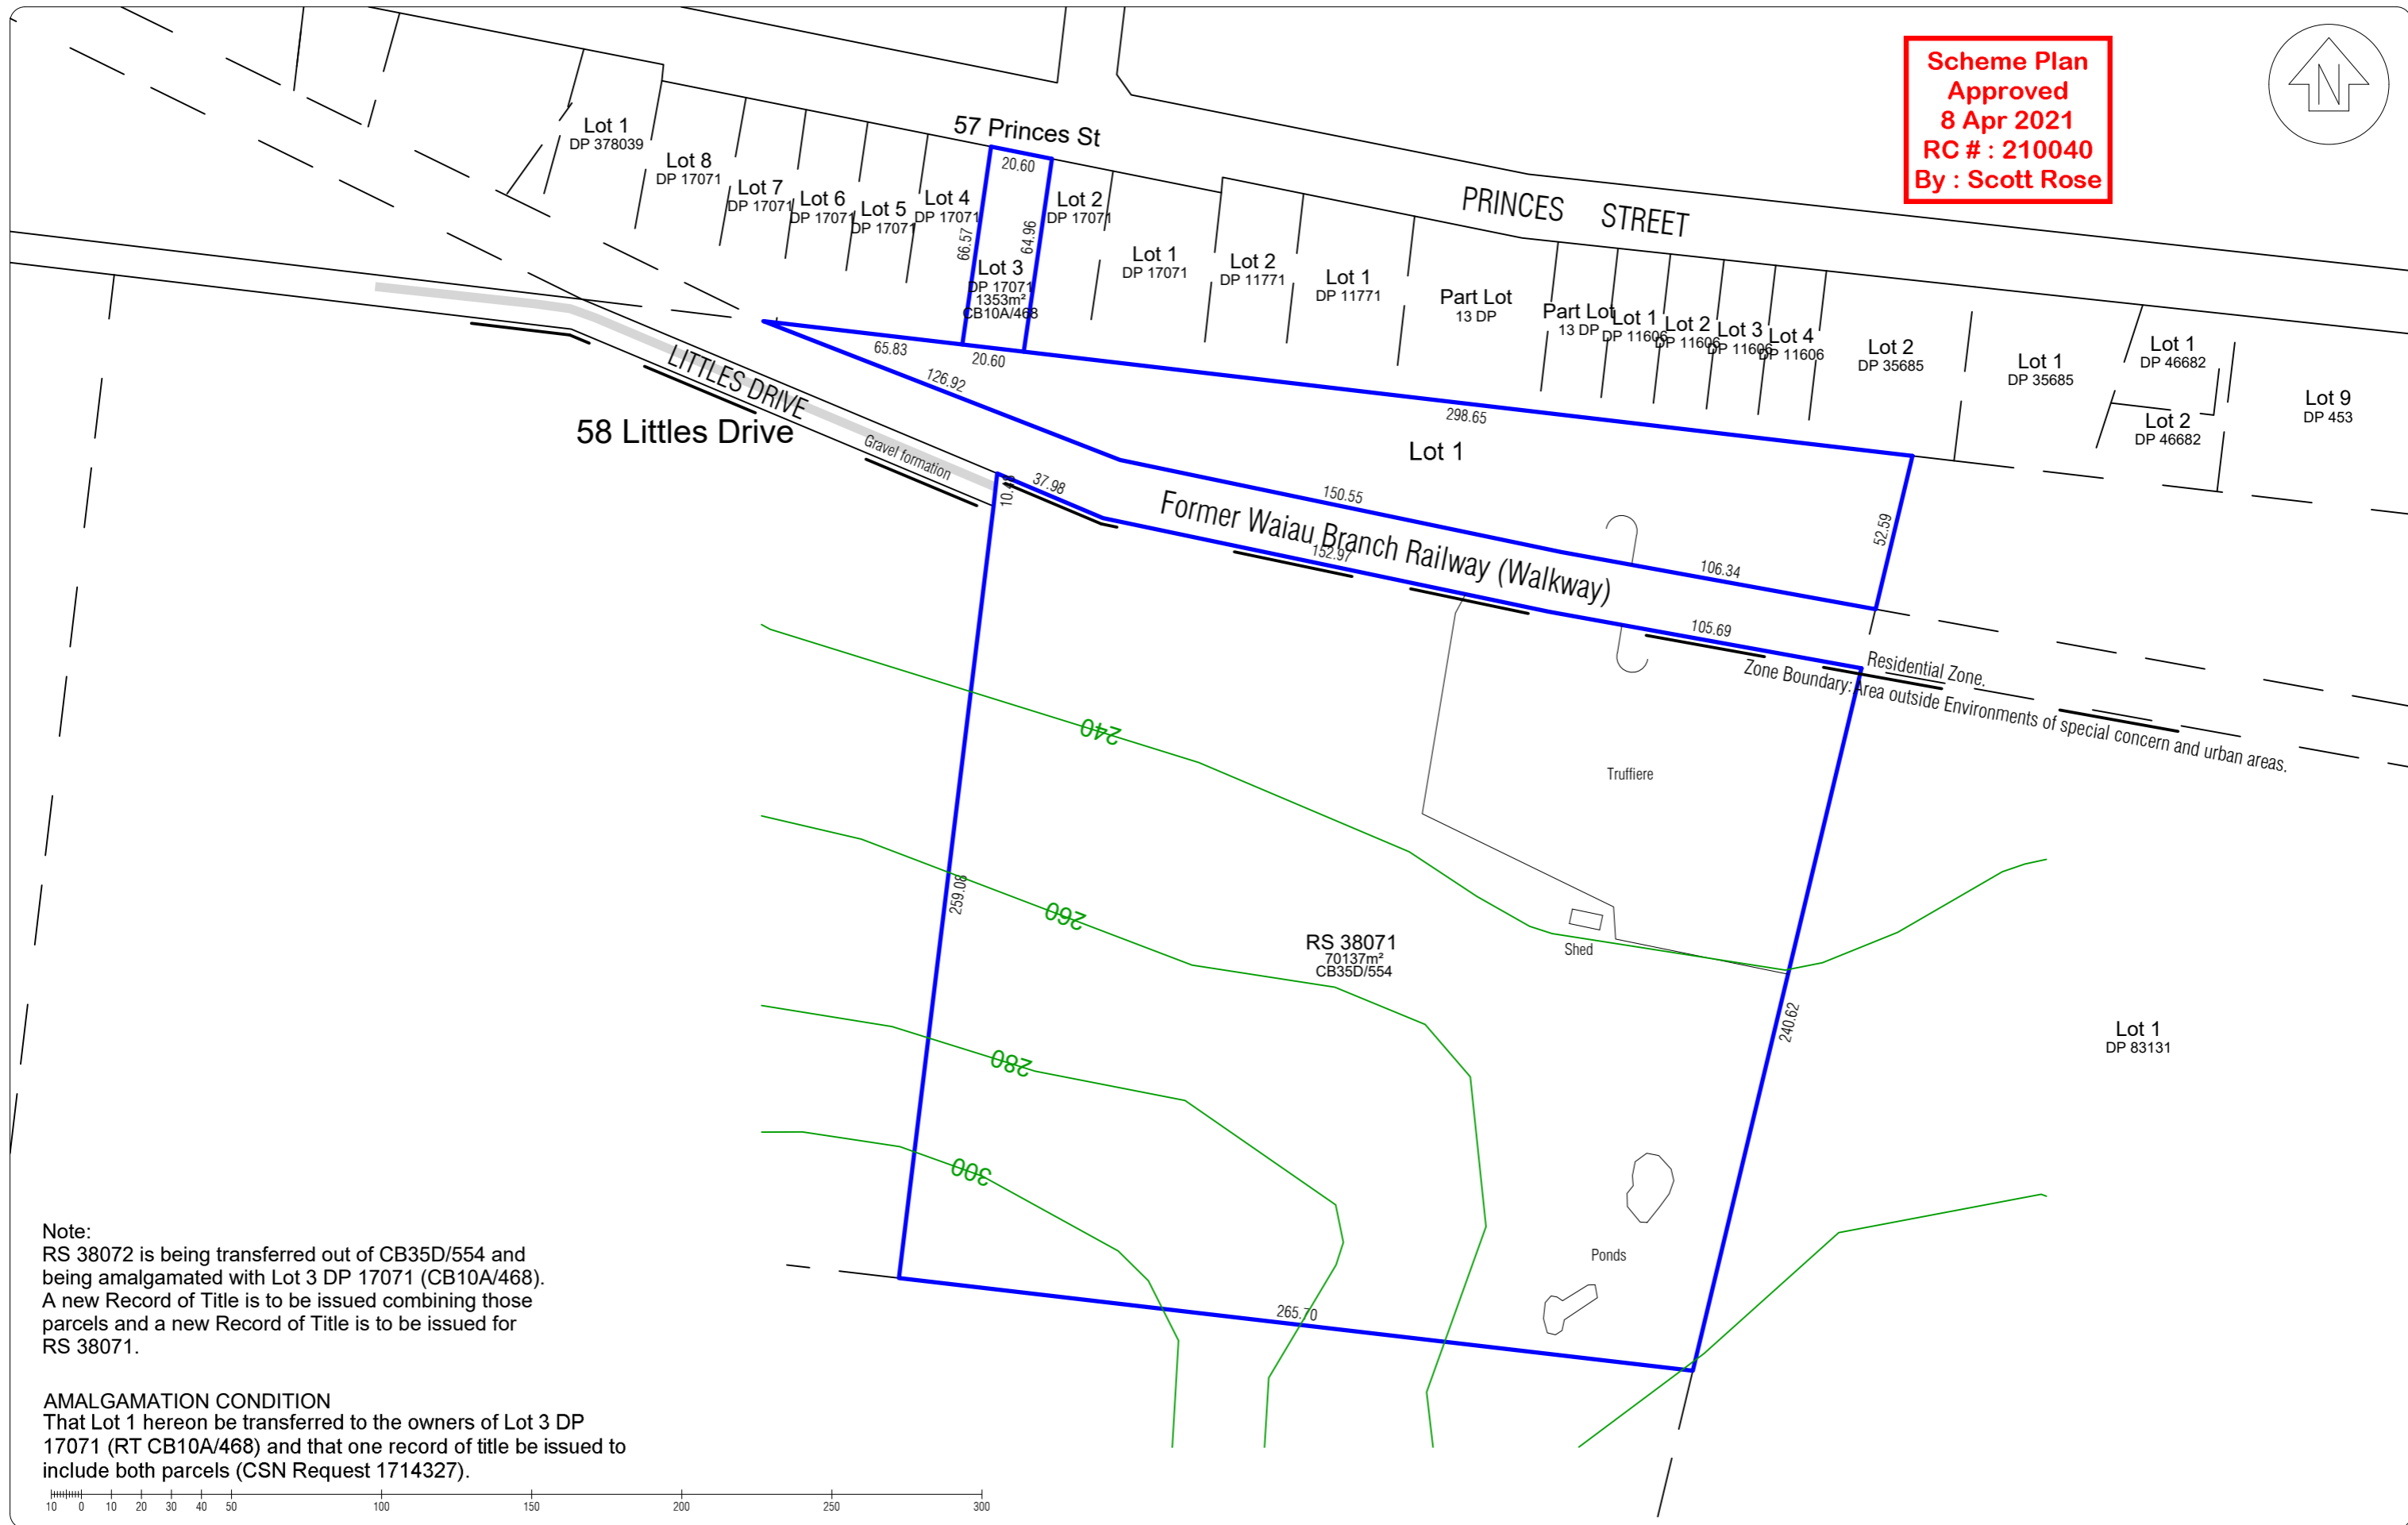 Scheme Plan
Approved
8 Apr 2021
RC # : 210040
By : Scott Rose
N
57 Princes St
PRINCES STREET
Lot 1
DP 378039
Lot 8
DP 17071
Lot 7
DP 17071
Lot 6
DP 17071
Lot 5
DP 17071
Lot 4
DP 17071
20.60
66.57
64.96
Lot 3
DP 17071
1353m²
CB10A/468
Lot 2
DP 17071
Lot 1
DP 17071
Lot 2
DP 11771
Lot 1
DP 11771
Part Lot
13 DP
Part Lot
13 DP
Lot 1
DP 11606
Lot 2
DP 11606
Lot 3
DP 11606
Lot 4
DP 11606
Lot 2
DP 35685
Lot 1
DP 35685
Lot 1
DP 46682
Lot 2
DP 46682
Lot 9
DP 453
65.83
20.60
126.92
298.65
LITTLES DRIVE
58 Littles Drive
Gravel formation
Lot 1
37.98
150.55
52.59
Former Waiau Branch Railway (Walkway)
152.97
106.34
105.69
Residential Zone.
Zone Boundary: Area outside Environments of special concern and urban areas.
240
Truffiere
259.08
260
RS 38071
70137m²
CB35D/554
Shed
240.62
Lot 1
DP 83131
280
300
Ponds
265.70
Note:
RS 38072 is being transferred out of CB35D/554 and
being amalgamated with Lot 3 DP 17071 (CB10A/468).
A new Record of Title is to be issued combining those
parcels and a new Record of Title is to be issued for
RS 38071.
AMALGAMATION CONDITION
That Lot 1 hereon be transferred to the owners of Lot 3 DP
17071 (RT CB10A/468) and that one record of title be issued to
include both parcels (CSN Request 1714327).
10 0 10 20 30 40 50 100 150 200 250 300